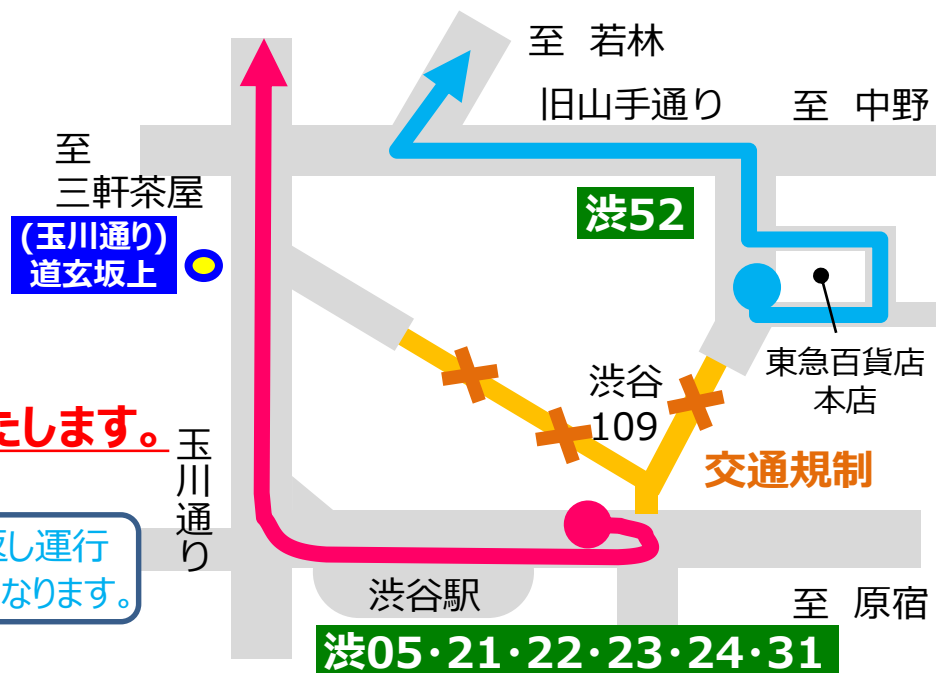 至 若林
旧山手通り
至 中野
至
三軒茶屋
(玉川通り)
道玄坂上
渋52
東急百貨店
本店
渋谷
109
交通規制
たします。
玉川通り
返し運行
なります。
渋谷駅
至 原宿
渋05・21・22・23・24・31